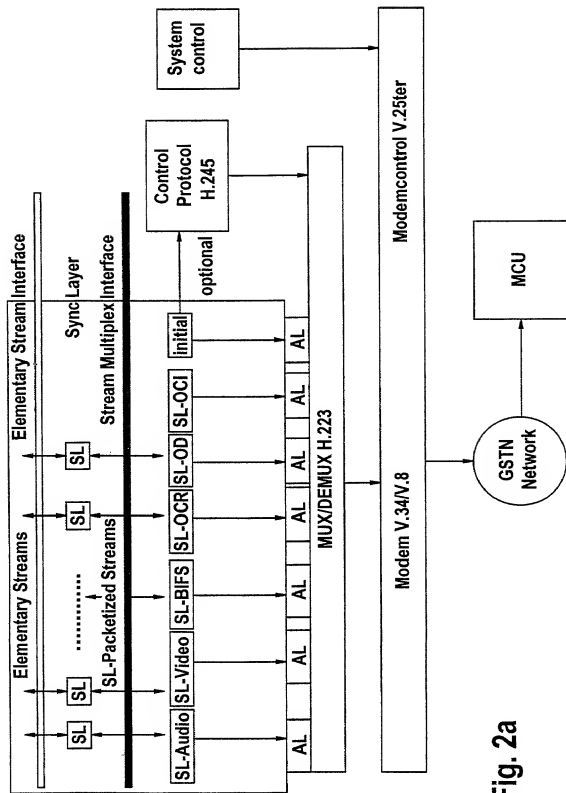 Elementary Streams
Elementary Stream Interface
SL
SL
SL
SL
Sync Layer
SL-Packetized Streams
Stream Multiplex Interface
SL-Audio
SL-Video
SL-BIFS
SL-OCR
SL-OD
SL-OCI
initial
optional
Control
Protocol
H.245
System
control
AL
AL
AL
AL
AL
AL
AL
MUX/DEMUX H.223
Modem V.34/V.8
Modemcontrol V.25ter
GSTN
Network
MCU
Fig. 2a